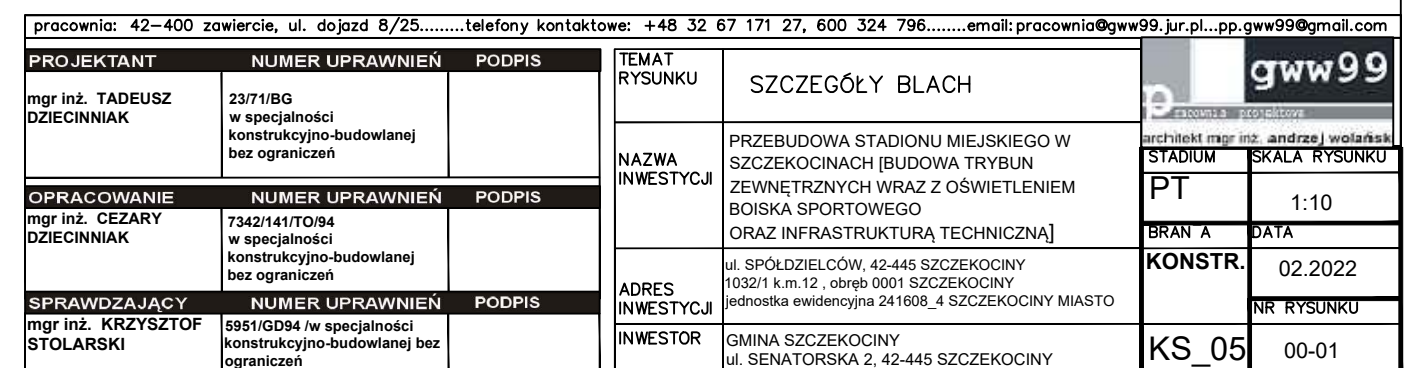 pracownia: 42-400 zawiercie, ul. dojazd 8/25.........telefony kontaktowe: +48 32 67 171 27, 600 324 796........email:pracownia@gww99.jur.pl...pp.gww99@gmail.com
PROJEKTANT NUMER UPRAWNIEŃ PODPIS
mgr inż. TADEUSZ
DZIECINNIAK
23/71/BG
w specjalności
konstrukcyjno-budowlanej
bez ograniczeń
OPRACOWANIE NUMER UPRAWNIEŃ PODPIS
mgr inż. CEZARY
DZIECINNIAK
7342/141/TO/94
w specjalności
konstrukcyjno-budowlanej
bez ograniczeń
SPRAWDZAJĄCY NUMER UPRAWNIEŃ PODPIS
mgr inż. KRZYSZTOF
STOLARSKI
5951/GD94 /w specjalności
konstrukcyjno-budowlanej bez
ograniczeń
TEMAT
RYSUNKU
SZCZEGÓŁY BLACH
NAZWA
INWESTYCJI
PRZEBUDOWA STADIONU MIEJSKIEGO W
SZCZEKOCINACH [BUDOWA TRYBUN
ZEWNĘTRZNYCH WRAZ Z OŚWIETLENIEM
BOISKA SPORTOWEGO
ORAZ INFRASTRUKTURĄ TECHNICZNĄ]
ADRES
INWESTYCJI
ul. SPÓŁDZIELCÓW, 42-445 SZCZEKOCINY
1032/1 k.m.12 , obręb 0001 SZCZEKOCINY
jednostka ewidencyjna 241608_4 SZCZEKOCINY MIASTO
INWESTOR
GMINA SZCZEKOCINY
ul. SENATORSKA 2, 42-445 SZCZEKOCINY
gww99
pracownia projektowa
architekt mgr inż. andrzej wolański
STADIUM
PT
SKALA RYSUNKU
1:10
BRAN A
KONSTR.
DATA
02.2022
NR RYSUNKU
KS_05
00-01